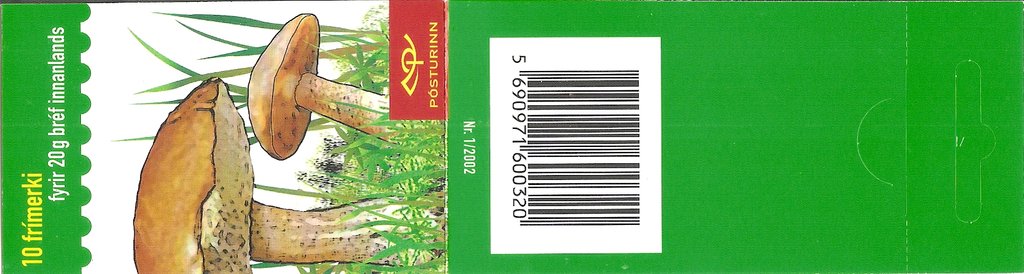 10 frímerki
fyrir 20g bréf innanlands
PÓSTURINN
Nr. 1/2002
5 690971 600320